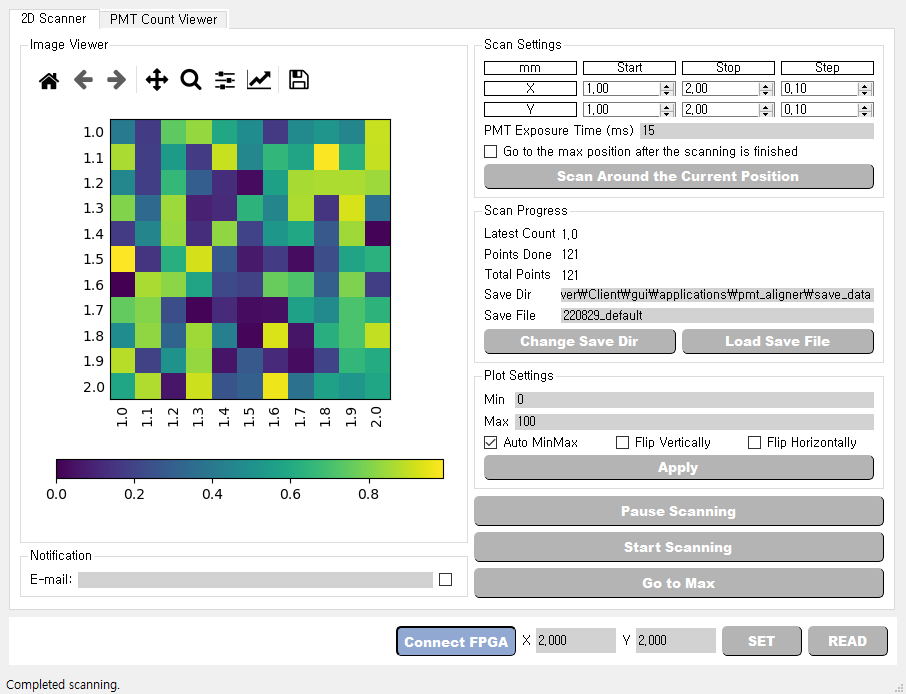 2D Scanner PMT Count Viewer
Image Viewer
1.0
1.1
1.2
1.3
1.4
1.5
1.6
1.7
1.8
1.9
2.0
1.0 1.1 1.2 1.3 1.4 1.5 1.6 1.7 1.8 1.9 2.0
0.0 0.2 0.4 0.6 0.8
Notification
E-mail:
Scan Settings
mm Start Stop Step
X 1,00 2,00 0,10
Y 1,00 2,00 0,10
PMT Exposure Time (ms) 15
Go to the max position after the scanning is finished
Scan Around the Current Position
Scan Progress
Latest Count 1,0
Points Done 121
Total Points 121
Save Dir ver₩Client₩gui₩applications₩pmt_aligner₩save_data
Save File 220829_default
Change Save Dir Load Save File
Plot Settings
Min 0
Max 100
Auto MinMax Flip Vertically Flip Horizontally
Apply
Pause Scanning
Start Scanning
Go to Max
Connect FPGA X 2,000 Y 2,000 SET READ
Completed scanning.